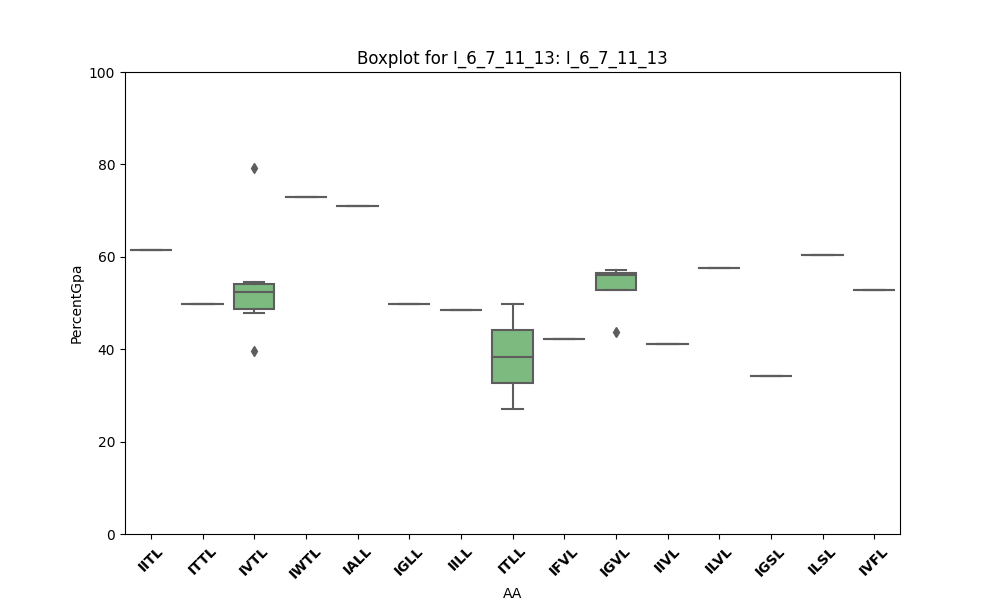 Boxplot for I_6_7_11_13: I_6_7_11_13
100
80
60
40
20
0
PercentGpa
IITL
ITTL
IVTL
IWTL
IALL
IGLL
IILL
ITLL
IFVL
IGVL
IIVL
ILVL
IGSL
ILSL
IVFL
AA